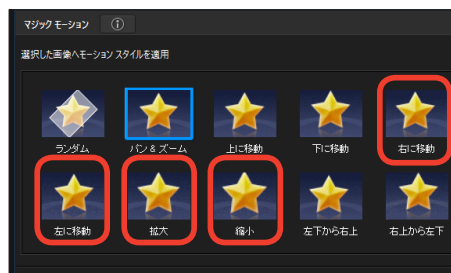 マジック モーション
選択した画像へモーション スタイルを適用
ランダム パン & ズーム 上に移動 下に移動 右に移動
左に移動 拡大 縮小 左下から右上 右上から左下